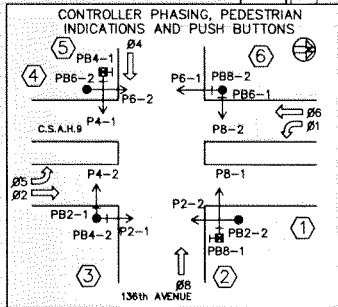 CONTROLLER PHASING, PEDESTRIAN
INDICATIONS AND PUSH BUTTONS
5
PB4-1
Ø4
6
4
PB6-2
P6-1
PB8-2
P6-2
PB6-1
Ø6
C.S.A.H.9
P4-1
P8-2
Ø1
Ø5
P4-2
P8-1
Ø2
PB2-1
P2-2
PB4-2
P2-1
PB2-2
1
PB8-1
3
Ø8
2
136th AVENUE